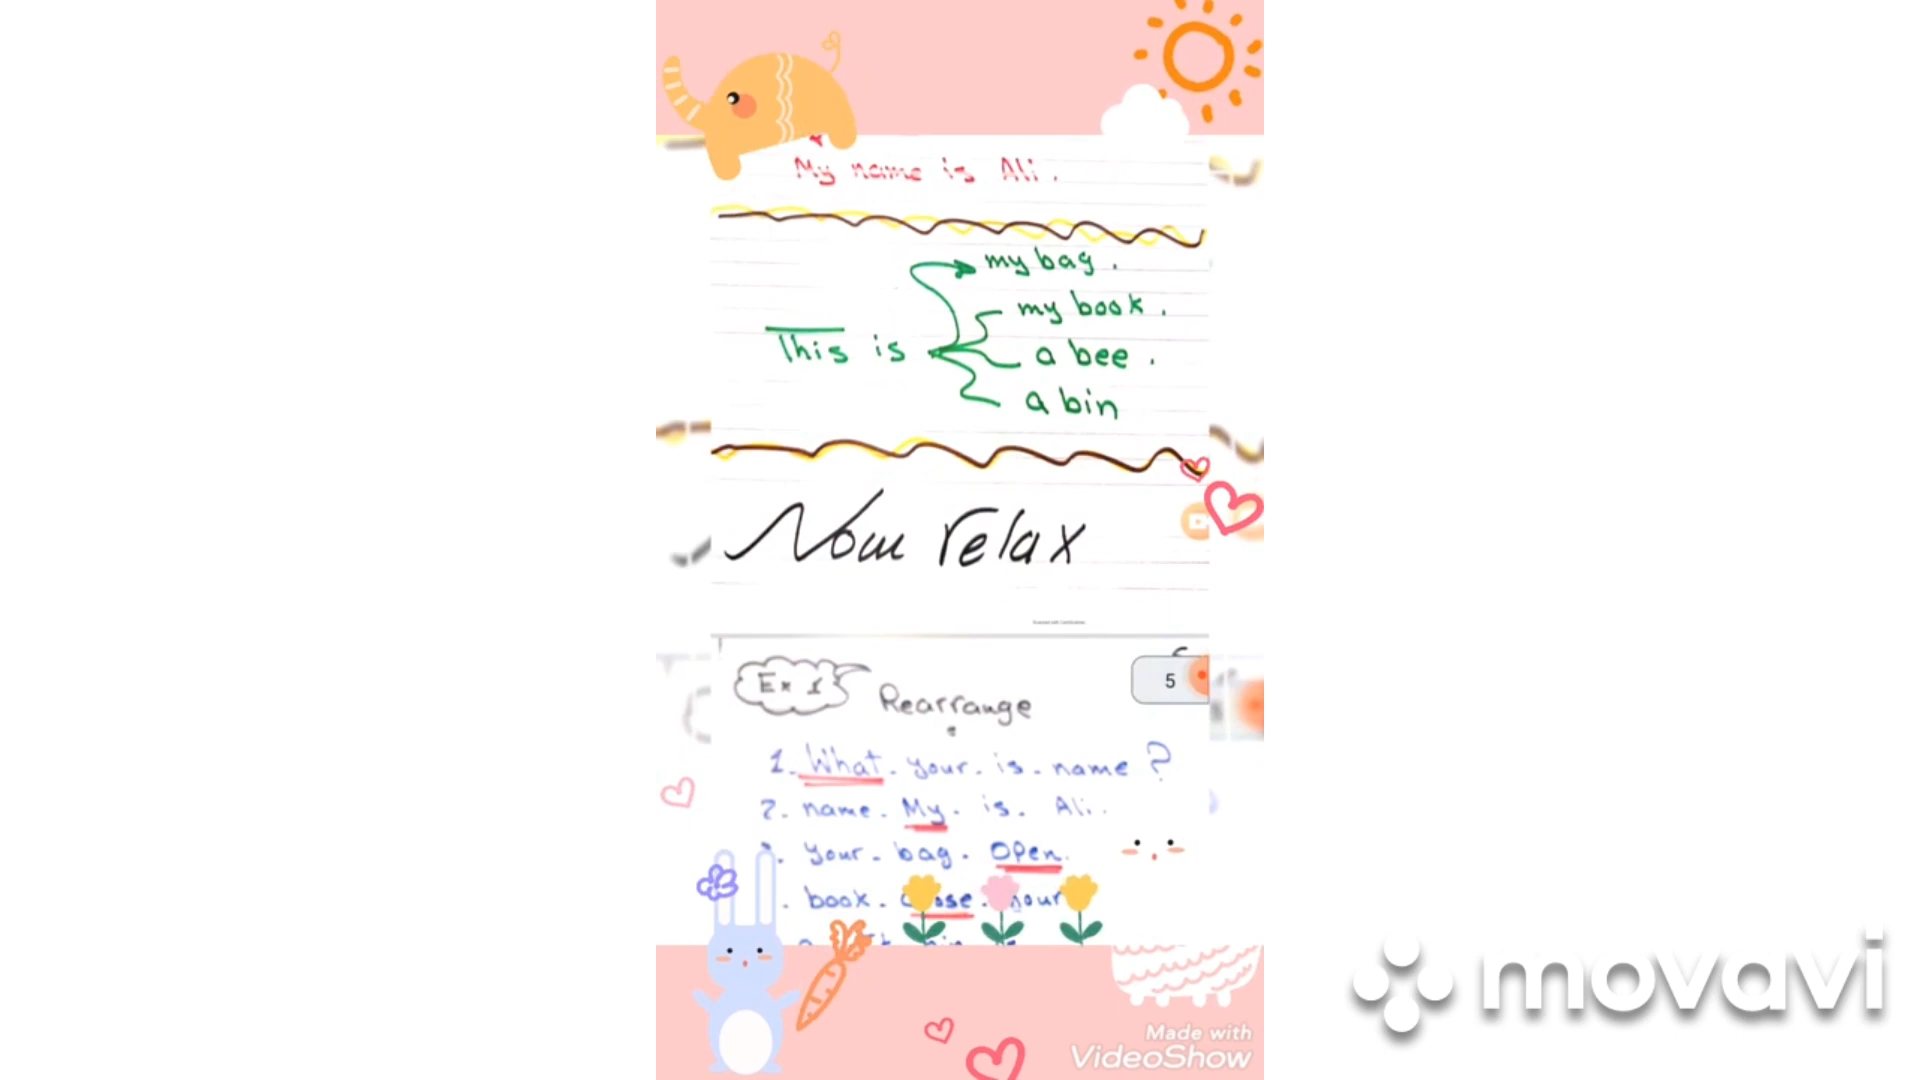 My name is Ali.
my bag.
my book.
This is
a bee.
a bin
Now relax
Ex 1
Rearrange
5
1. What. your. is. name?
2. name. My. is. Ali.
. your. bag. Open.
. book.
movavi
Made with
VideoShow